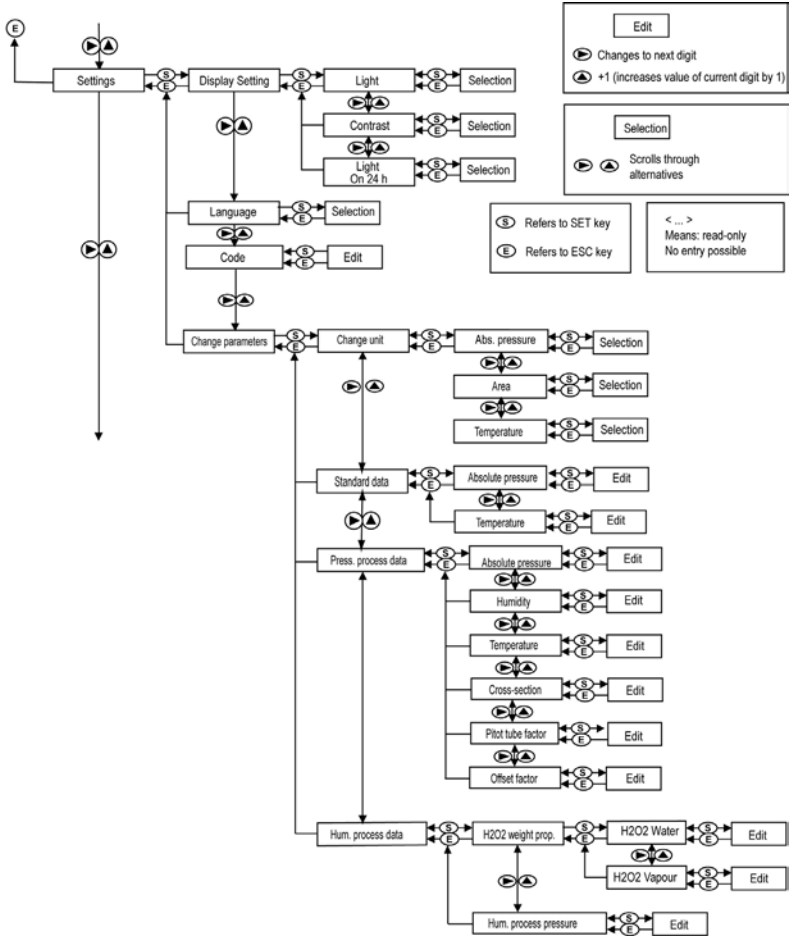 E
Settings
S
E
Display Setting
S
E
Light
S
E
Selection
Contrast
S
E
Selection
Light
On 24 h
S
E
Selection
Language
S
E
Selection
Code
S
E
Edit
Change parameters
S
E
Change unit
S
E
Abs. pressure
S
E
Selection
Area
S
E
Selection
Temperature
S
E
Selection
Standard data
S
E
Absolute pressure
S
E
Edit
Temperature
S
E
Edit
Press. process data
S
E
Absolute pressure
S
E
Edit
Humidity
S
E
Edit
Temperature
S
E
Edit
Cross-section
S
E
Edit
Pitot tube factor
S
E
Edit
Offset factor
S
E
Edit
Hum. process data
S
E
H2O2 weight prop.
S
E
H2O2 Water
S
E
Edit
H2O2 Vapour
S
E
Edit
Hum. process pressure
S
E
Edit
Edit
Changes to next digit
+1 (increases value of current digit by 1)
Selection
Scrolls through
alternatives
S Refers to SET key
E Refers to ESC key
< ... >
Means: read-only
No entry possible